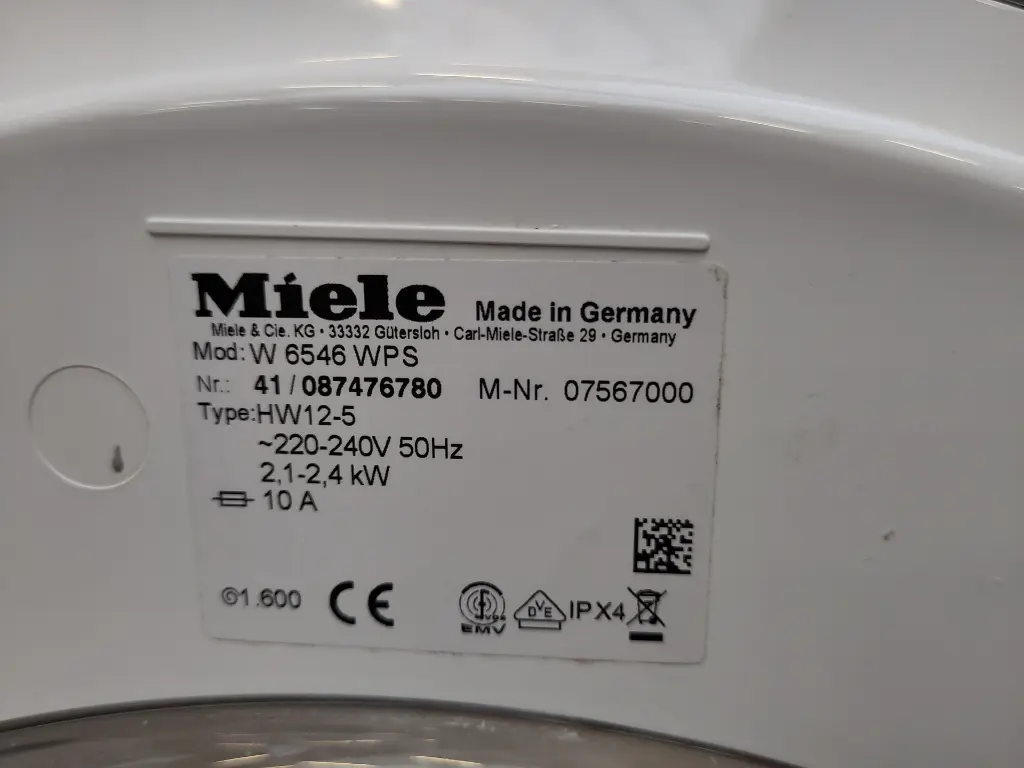 Miele Made in Germany
Miele & Cie. KG · 33332 Gütersloh · Carl-Miele-Straße 29 · Germany
Mod: W 6546 WPS
Nr.: 41 / 087476780 M-Nr. 07567000
Type: HW12-5
~220-240V 50Hz
2,1-2,4 kW
10 A
1.600 CE EMV VDE DVE IPX4